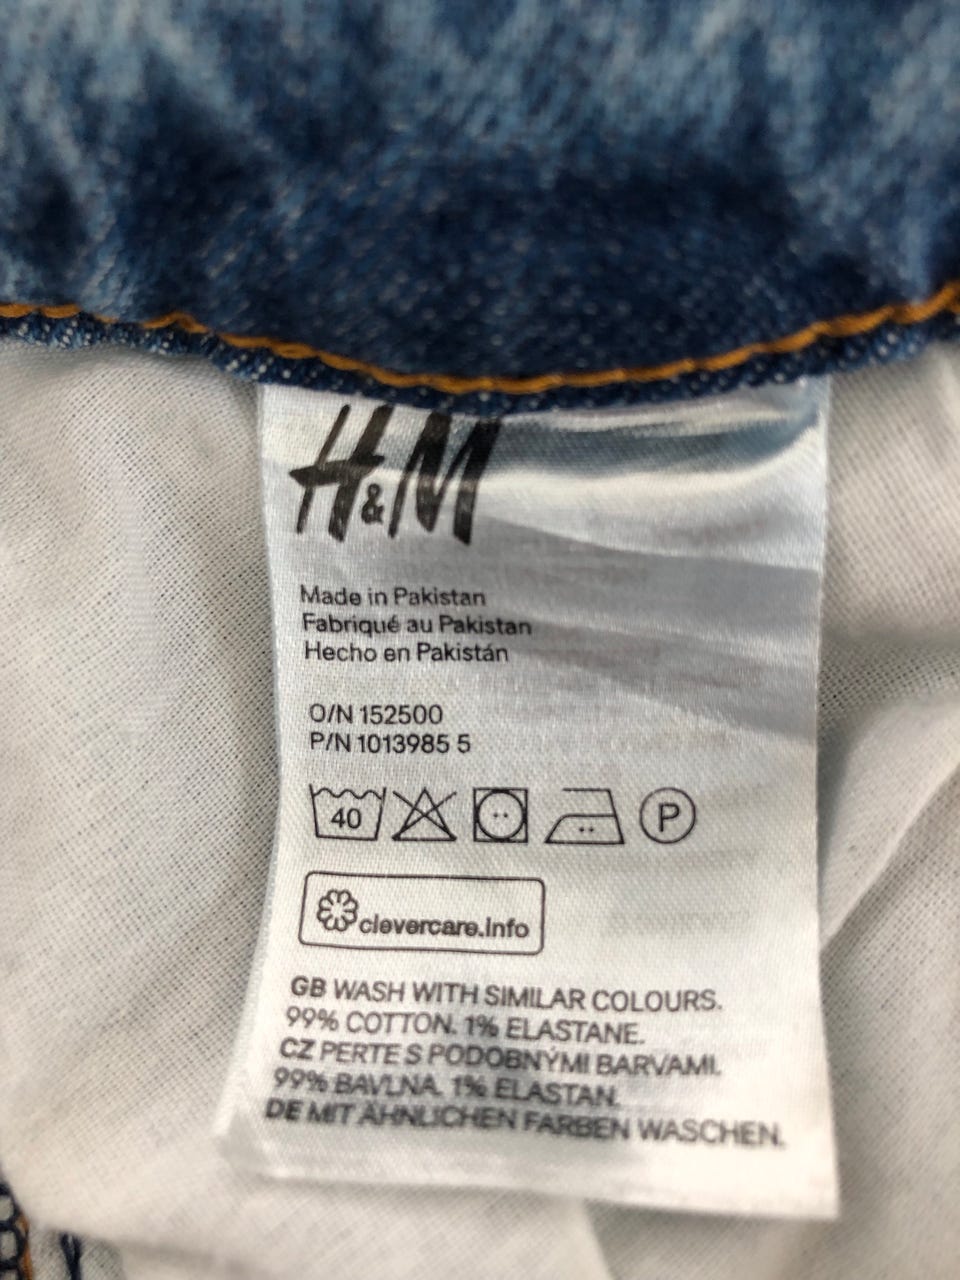 H&M
Made in Pakistan
Fabriqué au Pakistan
Hecho en Pakistán
O/N 152500
P/N 1013985 5
40 P
clevercare.info
GB WASH WITH SIMILAR COLOURS.
99% COTTON. 1% ELASTANE.
CZ PERTE S PODOBNÝMI BARVAMI.
99% BAVLNA. 1% ELASTAN.
DE MIT ÄHNLICHEN FARBEN WASCHEN.